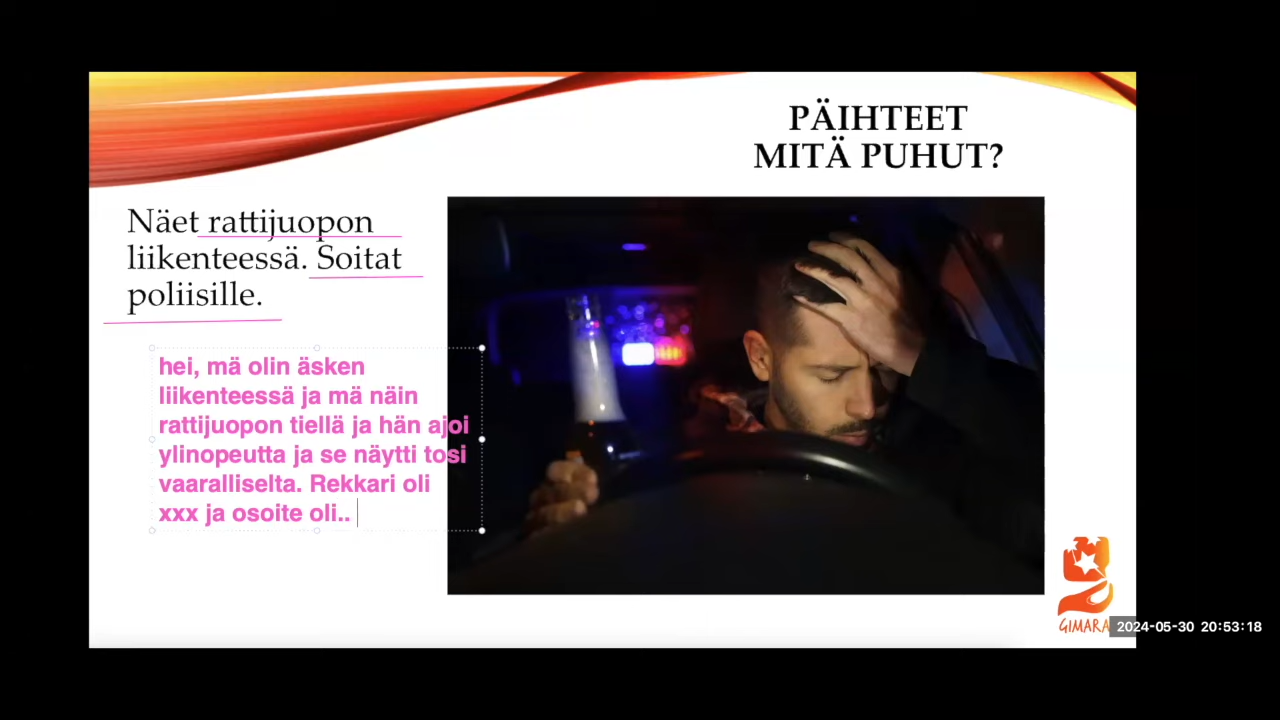 PÄIHTEET
MITÄ PUHUT?
Näet rattijuopon
liikenteessä. Soitat
poliisille.
hei, mä olin äsken
liikenteessä ja mä näin
rattijuopon tiellä ja hän ajoi
ylinopeutta ja se näytti tosi
vaaralliselta. Rekkari oli
xxx ja osoite oli..
GIMARA
2024-05-30 20:53:18